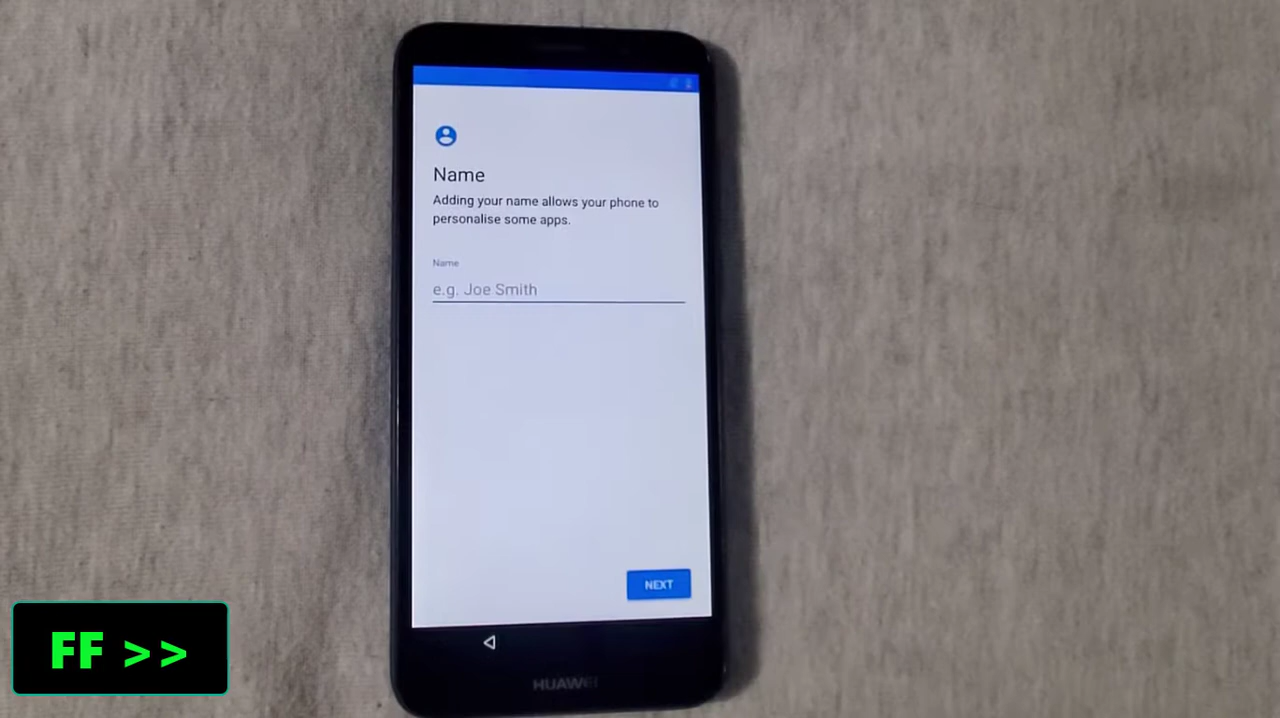 Name
Adding your name allows your phone to
personalise some apps.
Name
e.g. Joe Smith
NEXT
HUAWEI
FF >>